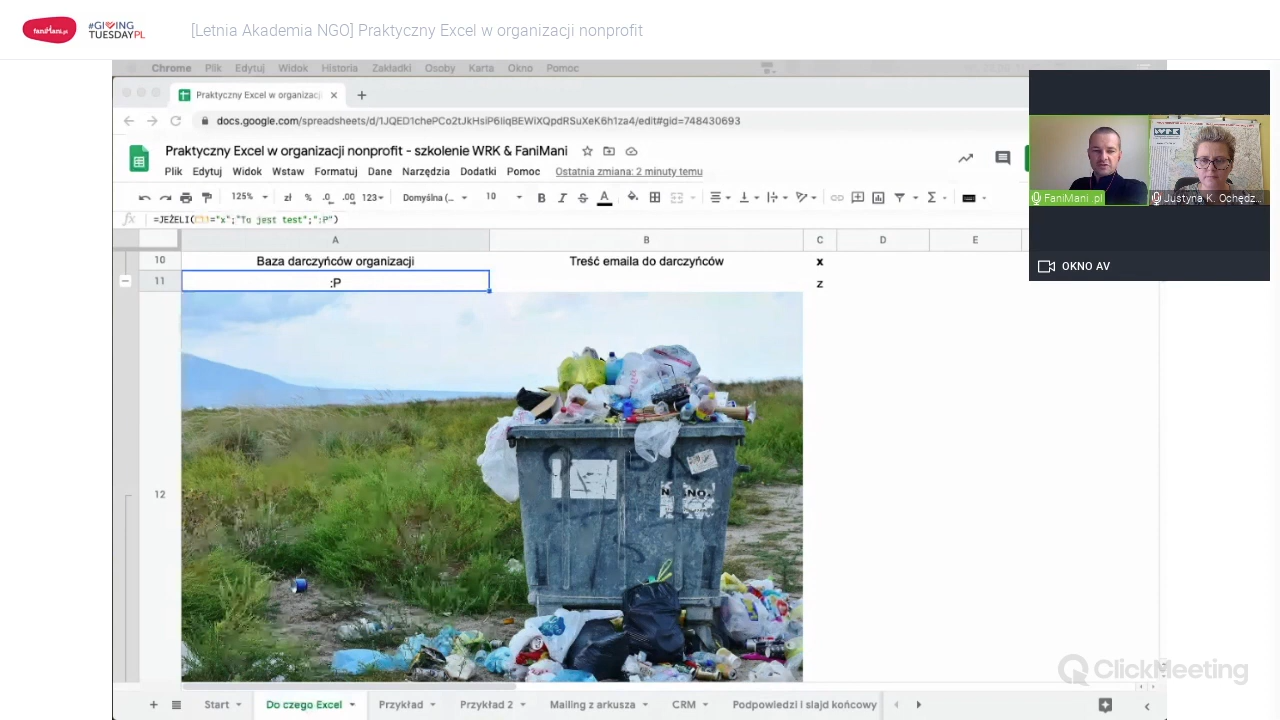 faniMani.pl
#GIVING
TUESDAYPL
[Letnia Akademia NGO] Praktyczny Excel w organizacji nonprofit
Chrome Plik Edytuj Widok Historia Zakładki Osoby Karta Okno Pomoc
Praktyczny Excel w organizacj
docs.google.com/spreadsheets/d/1JQED1chePCo2tJkHsiP6IiqBEWiXQpdRSuXeK6h1za4/edit#gid=748430693
Praktyczny Excel w organizacji nonprofit - szkolenie WRK & FaniMani
Plik Edytuj Widok Wstaw Formatuj Dane Narzędzia Dodatki Pomoc Ostatnia zmiana: 2 minuty temu
125% zł % .0 .00 123 Domyślna (... 10 B I S A
fx =JEŻELI(C11="x";"To jest test";":P")
A B C D E
10 Baza darczyńców organizacji Treść emaila do darczyńców x
11 :P z
12
FaniMani .pl
Justyna K. Ochędz...
OKNO AV
ClickMeeting
Start Do czego Excel Przykład Przykład 2 Mailing z arkusza CRM Podpowiedzi i slajd końcowy